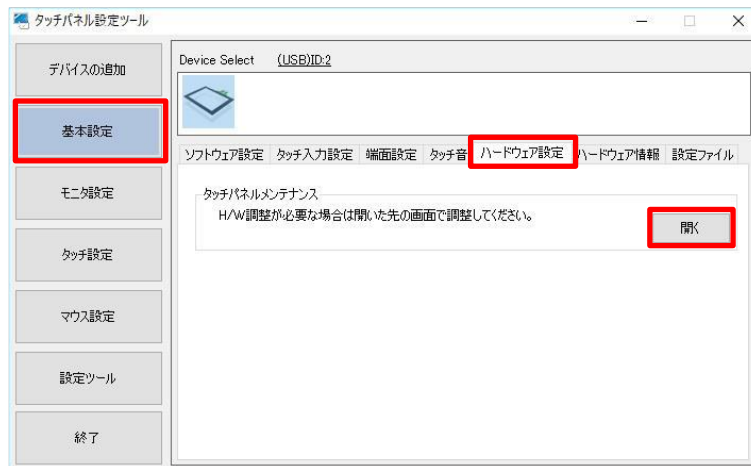 タッチパネル設定ツール
デバイスの追加
基本設定
モニタ設定
タッチ設定
マウス設定
設定ツール
終了
Device Select (USB)ID:2
ソフトウェア設定 タッチ入力設定 端面設定 タッチ音 ハードウェア設定 ハードウェア情報 設定ファイル
タッチパネルメンテナンス
H/W調整が必要な場合は開いた先の画面で調整してください。
開く